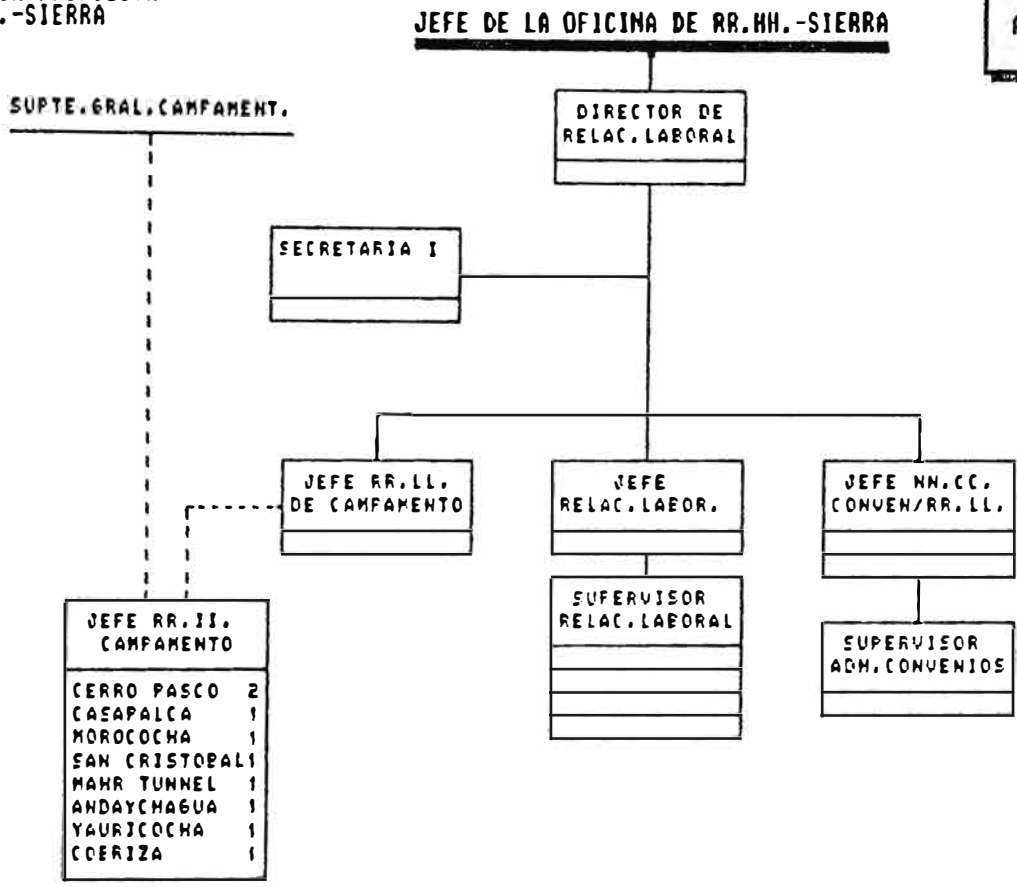 .-SIERRA
JEFE DE LA OFICINA DE RR.HH.-SIERRA
SUPTE.GRAL.CAMPAMENT.
DIRECTOR DE
RELAC.LABORAL
SECRETARIA I
JEFE RR.LL.
DE CAMPAMENTO
JEFE
RELAC.LABOR.
JEFE NN.CC.
CONVEN/RR.LL.
JEFE RR.II.
CAMPAMENTO
CERRO PASCO 2
CASAPALCA 1
MOROCOCHA 1
SAN CRISTOBAL 1
MAHR TUNNEL 1
ANDAYCHAGUA 1
YAURICOCHA 1
COBRIZA 1
SUPERVISOR
RELAC.LABORAL
SUPERVISOR
ADM.CONVENIOS